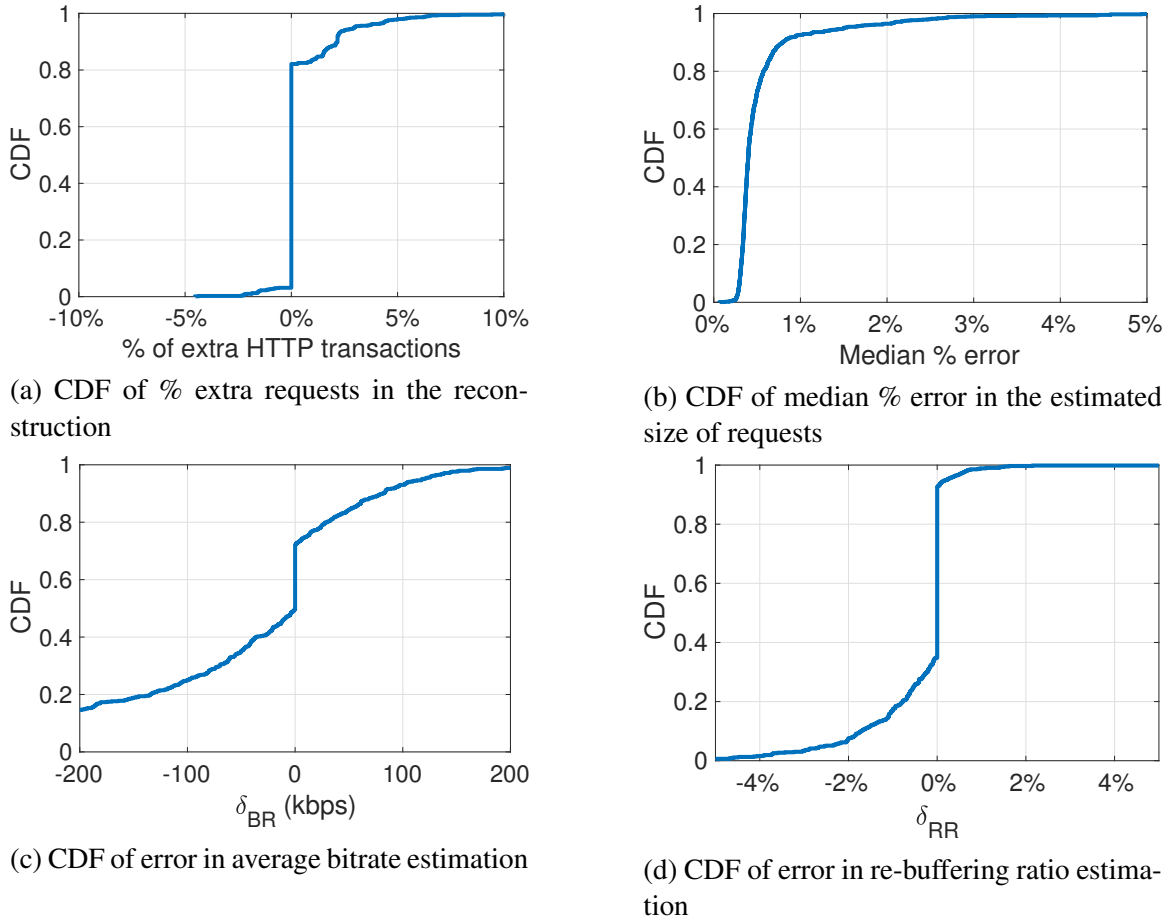 1
0.8
0.6
0.4
0.2
0
CDF
-10% -5% 0% 5% 10%
% of extra HTTP transactions
(a) CDF of % extra requests in the recon-
struction
1
0.8
0.6
0.4
0.2
0
CDF
0% 1% 2% 3% 4% 5%
Median % error
(b) CDF of median % error in the estimated
size of requests
1
0.8
0.6
0.4
0.2
0
CDF
-200 -100 0 100 200
δBR (kbps)
(c) CDF of error in average bitrate estimation
1
0.8
0.6
0.4
0.2
0
CDF
-4% -2% 0% 2% 4%
δRR
(d) CDF of error in re-buffering ratio estima-
tion